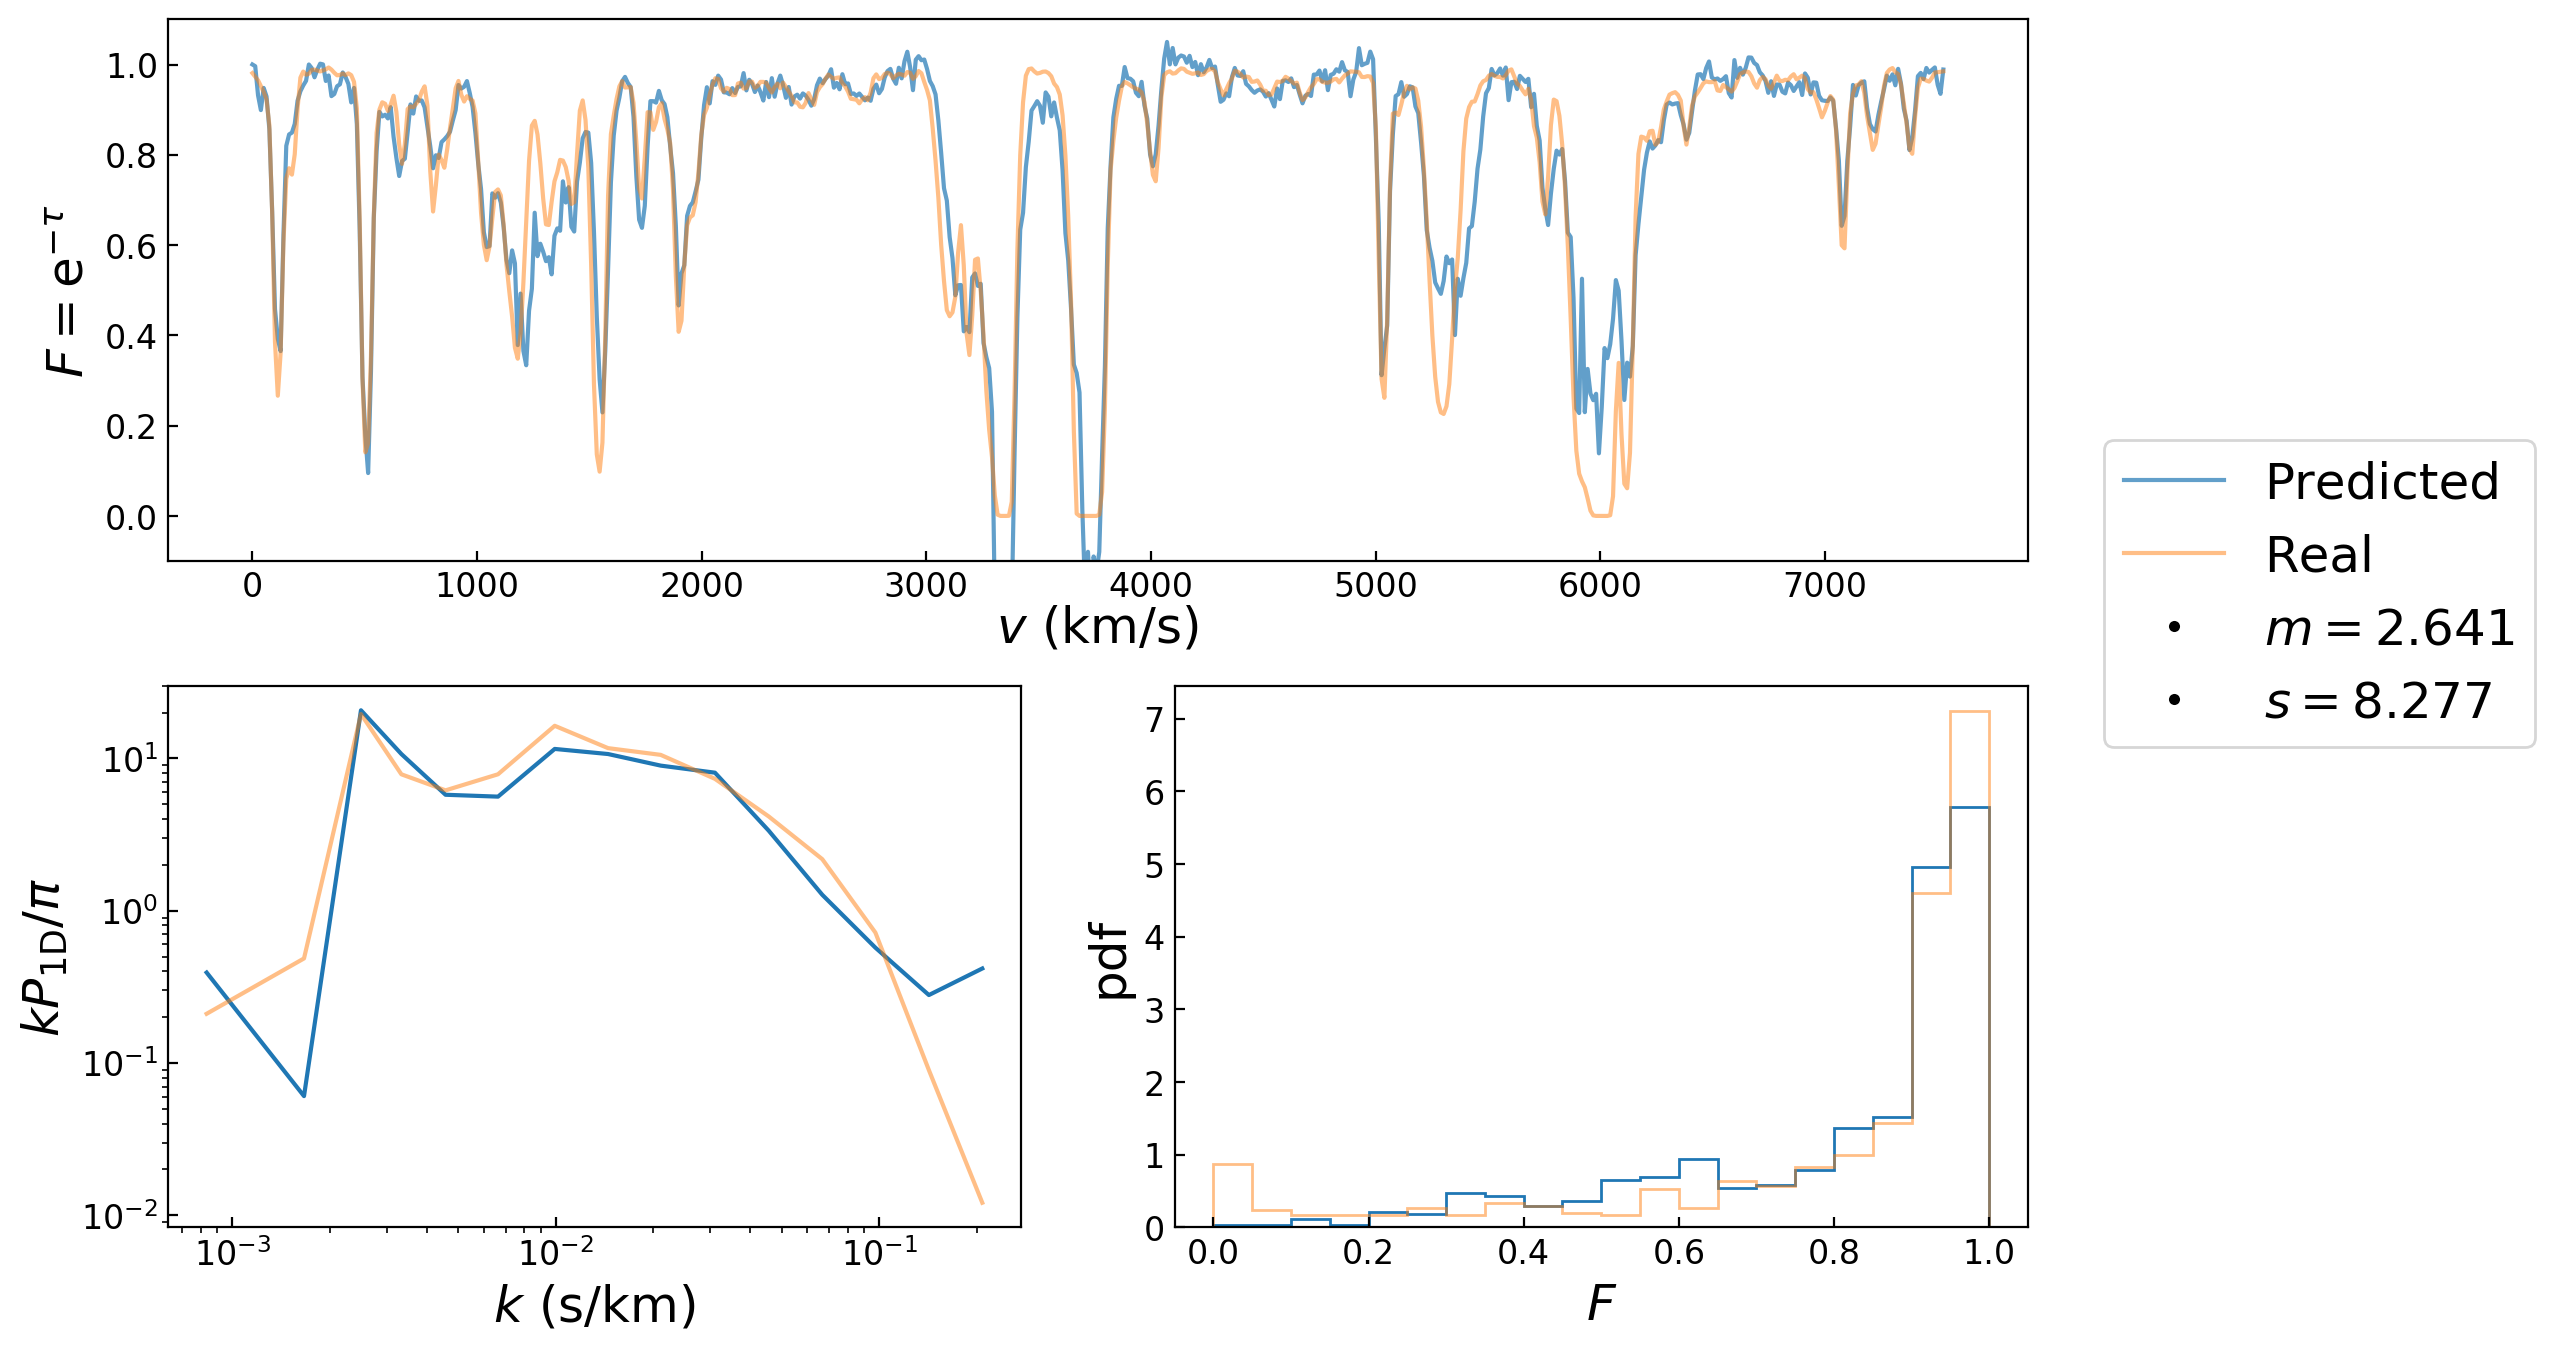 1.0
0.8
0.6
0.4
0.2
0.0
F = e^{−τ}
0 1000 2000 3000 4000 5000 6000 7000
v (km/s)
Predicted
Real
m = 2.641
s = 8.277
10^1
10^0
10^{−1}
10^{−2}
kP_{1D}/π
10^{−3} 10^{−2} 10^{−1}
k (s/km)
7
6
5
4
3
2
1
0
pdf
0.0 0.2 0.4 0.6 0.8 1.0
F